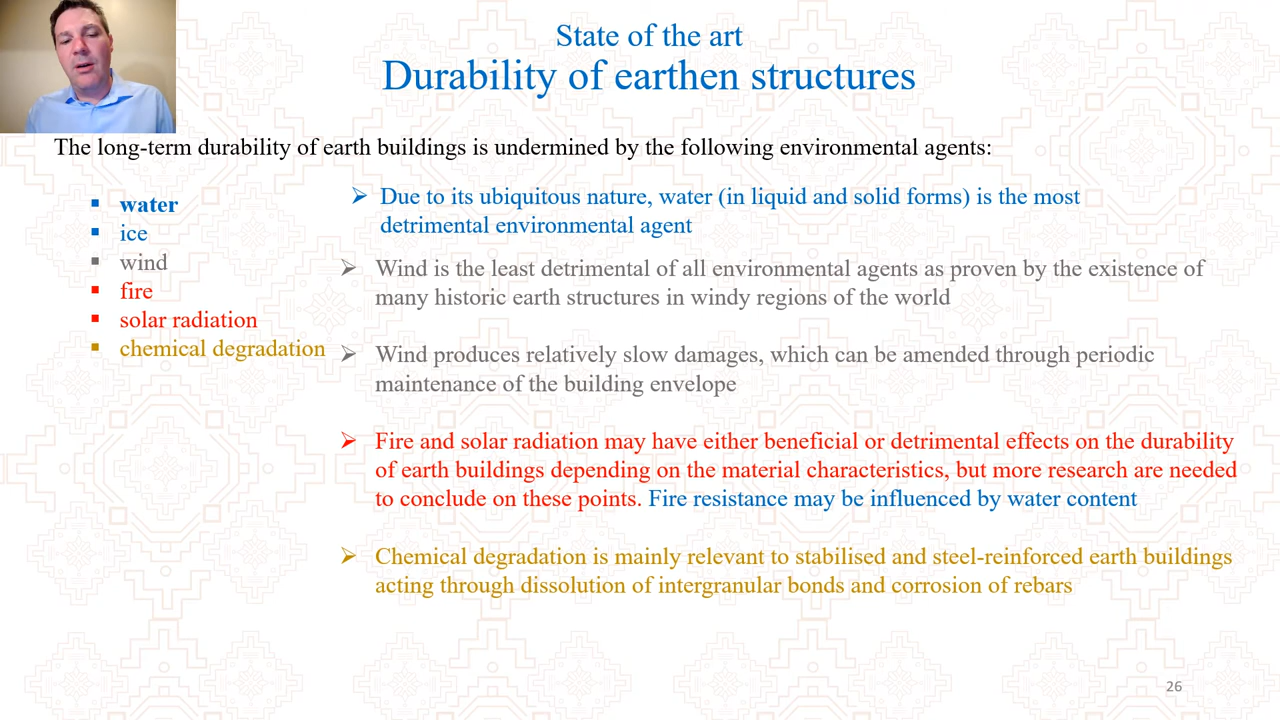 State of the art
Durability of earthen structures
The long-term durability of earth buildings is undermined by the following environmental agents:
▪ water
▪ ice
▪ wind
▪ fire
▪ solar radiation
▪ chemical degradation
➢ Due to its ubiquitous nature, water (in liquid and solid forms) is the most
detrimental environmental agent
➢ Wind is the least detrimental of all environmental agents as proven by the existence of
many historic earth structures in windy regions of the world
➢ Wind produces relatively slow damages, which can be amended through periodic
maintenance of the building envelope
➢ Fire and solar radiation may have either beneficial or detrimental effects on the durability
of earth buildings depending on the material characteristics, but more research are needed
to conclude on these points. Fire resistance may be influenced by water content
➢ Chemical degradation is mainly relevant to stabilised and steel-reinforced earth buildings
acting through dissolution of intergranular bonds and corrosion of rebars
26